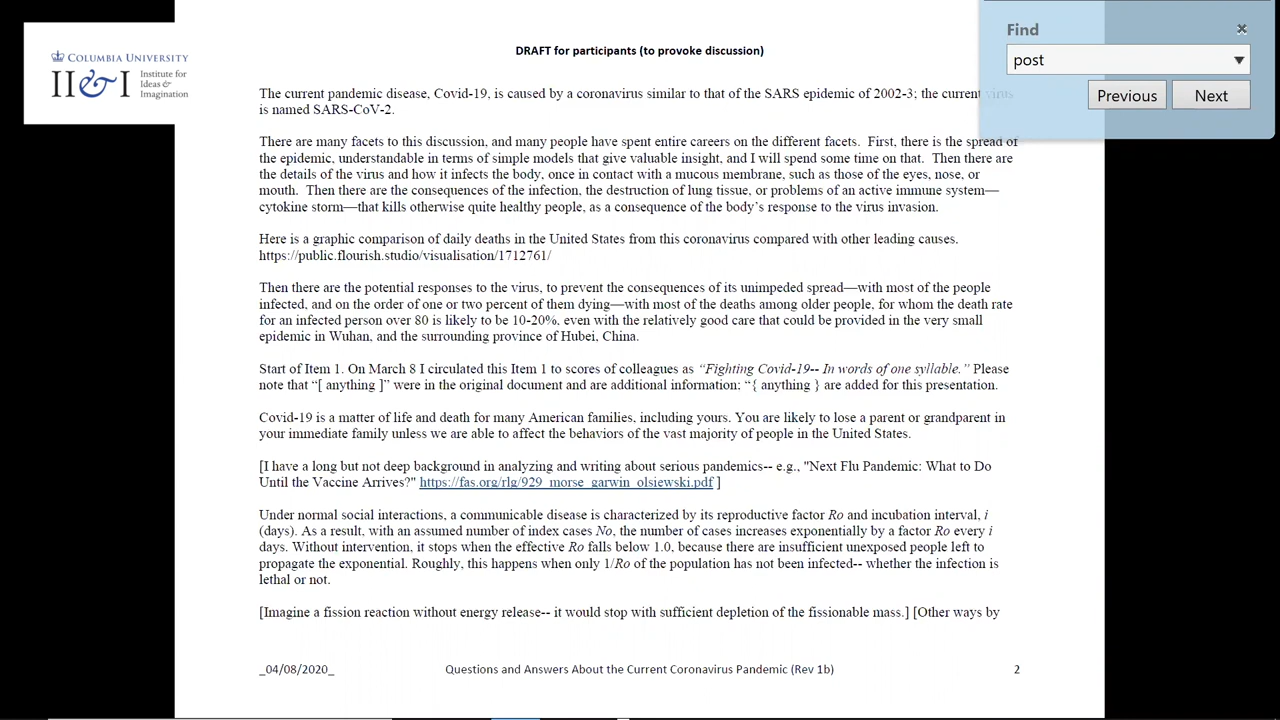 COLUMBIA UNIVERSITY
II&I Institute for
Ideas &
Imagination
Find
post
Previous Next
DRAFT for participants (to provoke discussion)
The current pandemic disease, Covid-19, is caused by a coronavirus similar to that of the SARS epidemic of 2002-3; the current virus
is named SARS-CoV-2.
There are many facets to this discussion, and many people have spent entire careers on the different facets. First, there is the spread of
the epidemic, understandable in terms of simple models that give valuable insight, and I will spend some time on that. Then there are
the details of the virus and how it infects the body, once in contact with a mucous membrane, such as those of the eyes, nose, or
mouth. Then there are the consequences of the infection, the destruction of lung tissue, or problems of an active immune system—
cytokine storm—that kills otherwise quite healthy people, as a consequence of the body's response to the virus invasion.
Here is a graphic comparison of daily deaths in the United States from this coronavirus compared with other leading causes.
https://public.flourish.studio/visualisation/1712761/
Then there are the potential responses to the virus, to prevent the consequences of its unimpeded spread—with most of the people
infected, and on the order of one or two percent of them dying—with most of the deaths among older people, for whom the death rate
for an infected person over 80 is likely to be 10-20%, even with the relatively good care that could be provided in the very small
epidemic in Wuhan, and the surrounding province of Hubei, China.
Start of Item 1. On March 8 I circulated this Item 1 to scores of colleagues as “Fighting Covid-19-- In words of one syllable.” Please
note that “[ anything ]” were in the original document and are additional information: “{ anything } are added for this presentation.
Covid-19 is a matter of life and death for many American families, including yours. You are likely to lose a parent or grandparent in
your immediate family unless we are able to affect the behaviors of the vast majority of people in the United States.
[I have a long but not deep background in analyzing and writing about serious pandemics-- e.g., "Next Flu Pandemic: What to Do
Until the Vaccine Arrives?" https://fas.org/rlg/929_morse_garwin_olsiewski.pdf ]
Under normal social interactions, a communicable disease is characterized by its reproductive factor Ro and incubation interval, i
(days). As a result, with an assumed number of index cases No, the number of cases increases exponentially by a factor Ro every i
days. Without intervention, it stops when the effective Ro falls below 1.0, because there are insufficient unexposed people left to
propagate the exponential. Roughly, this happens when only 1/Ro of the population has not been infected-- whether the infection is
lethal or not.
[Imagine a fission reaction without energy release-- it would stop with sufficient depletion of the fissionable mass.] [Other ways by
_04/08/2020_ Questions and Answers About the Current Coronavirus Pandemic (Rev 1b) 2